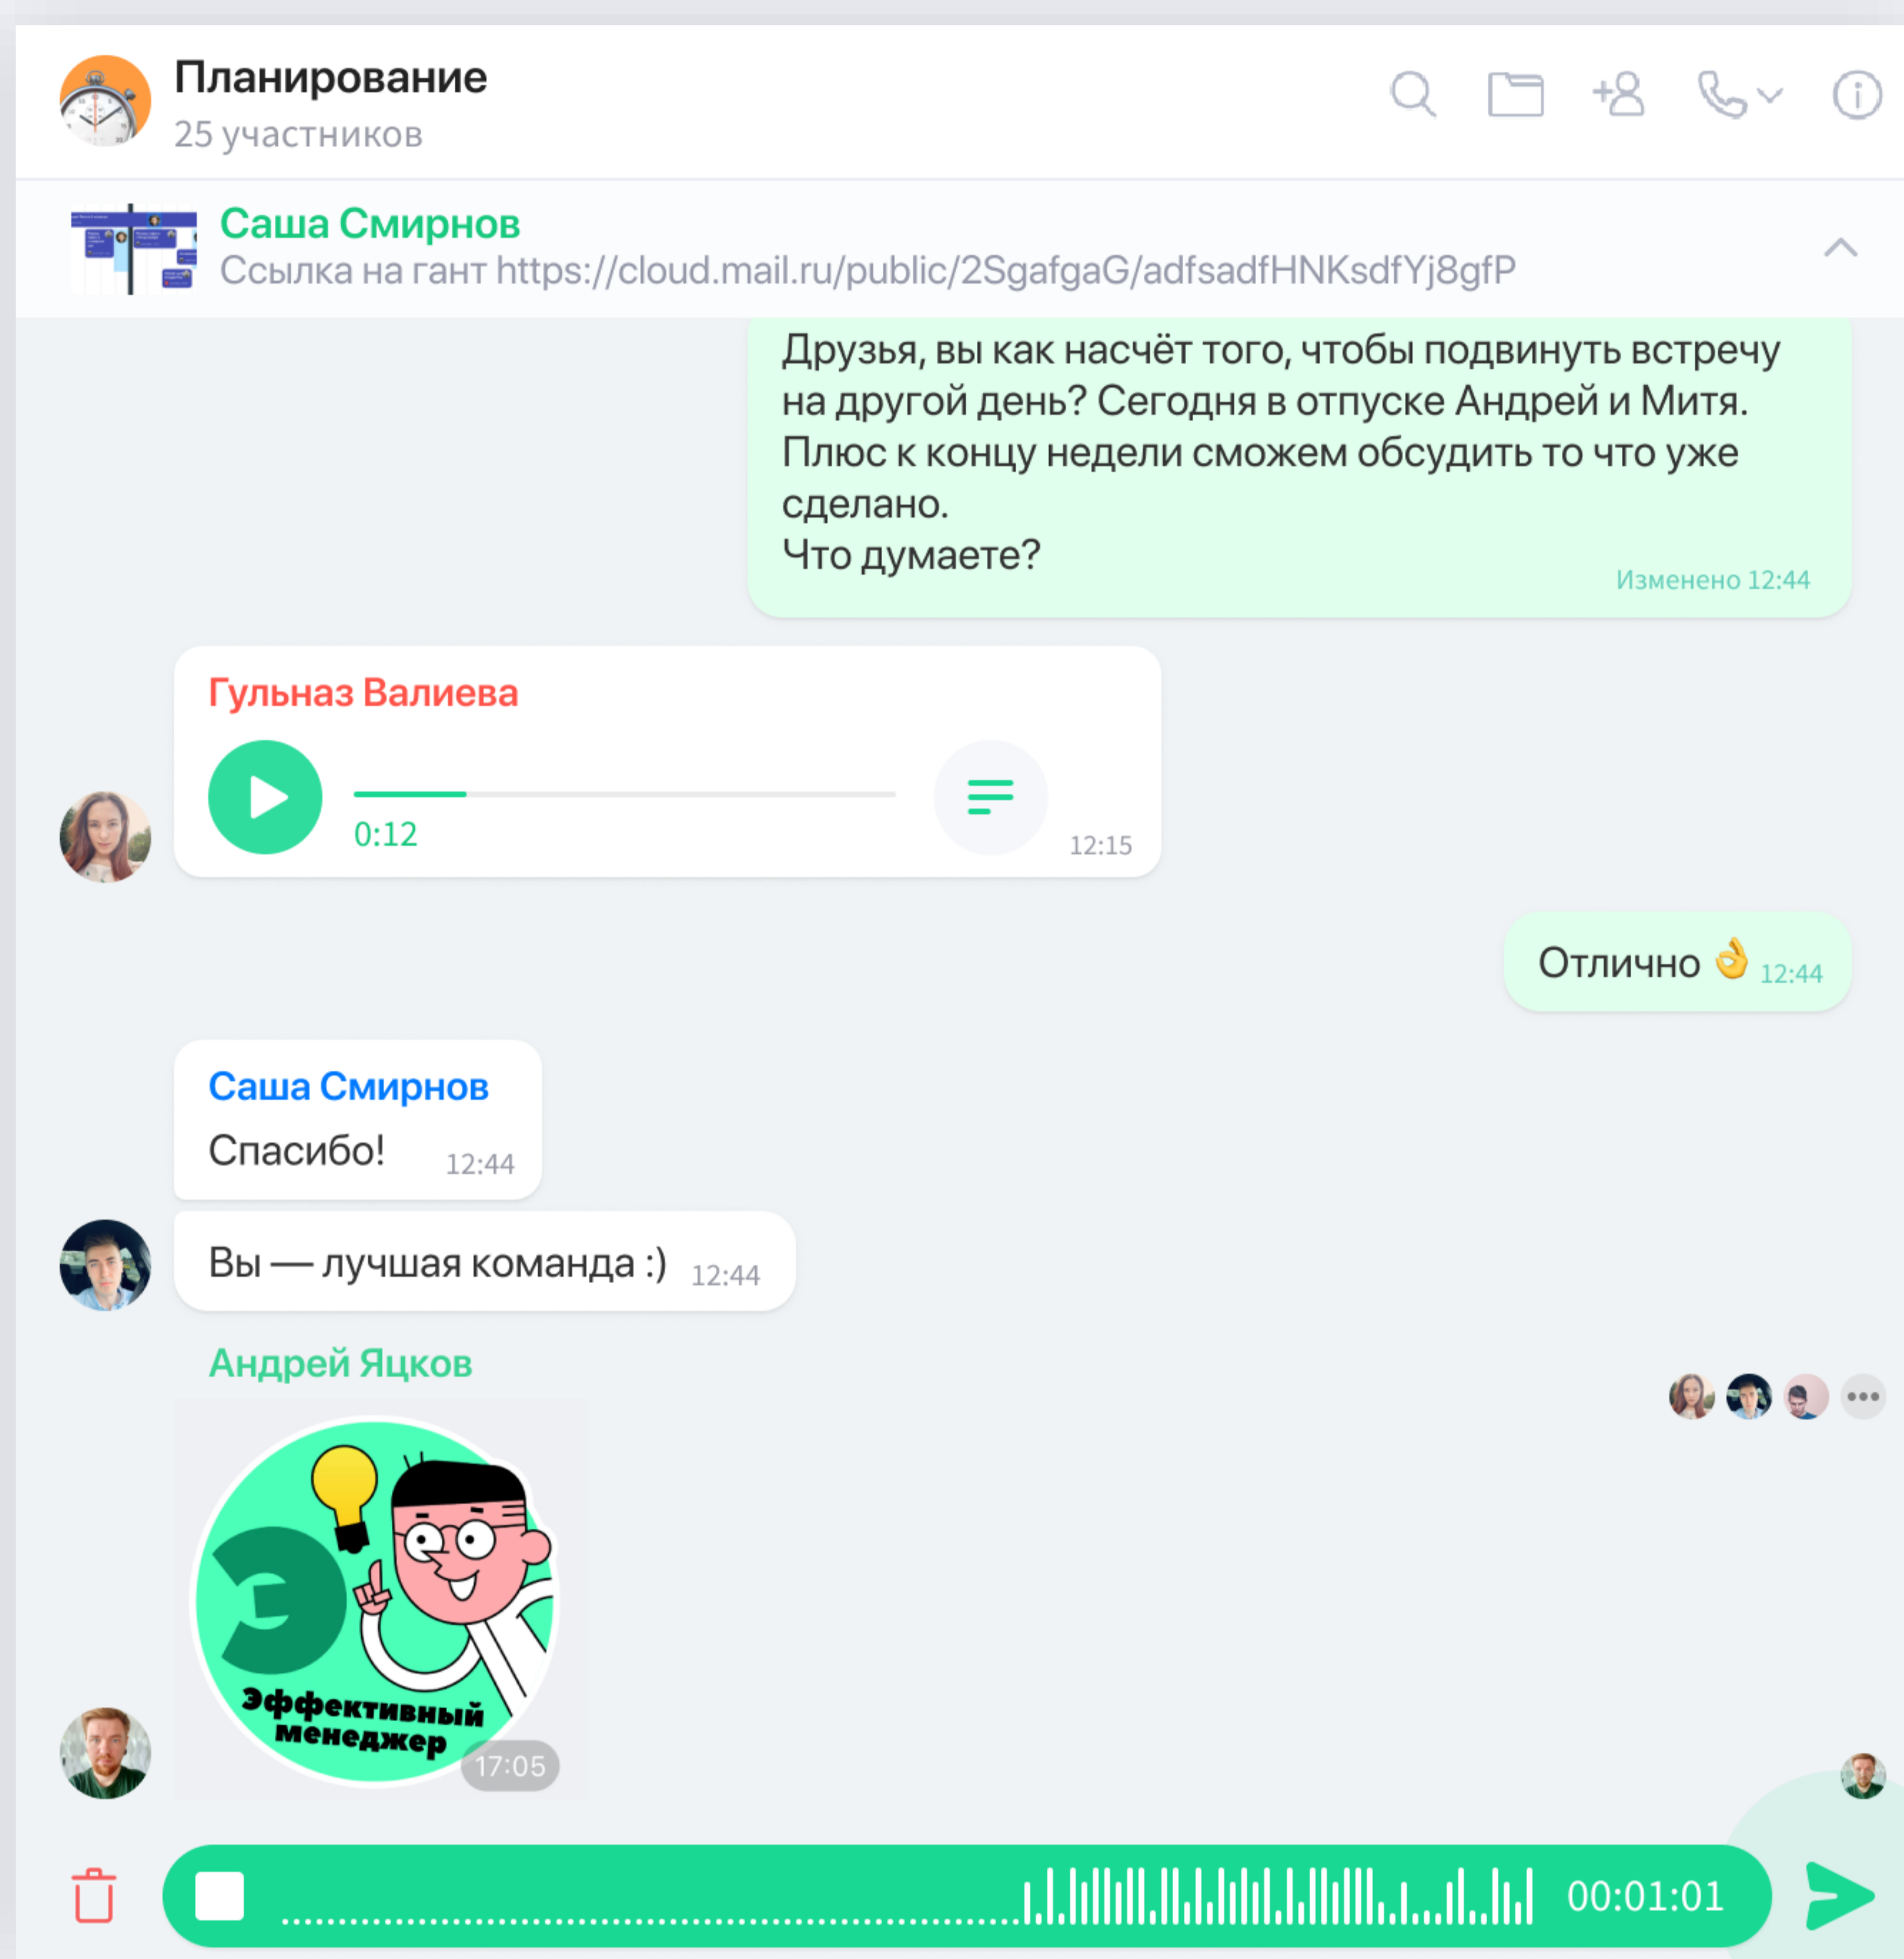 Планирование
25 участников
Саша Смирнов
Ссылка на гант https://cloud.mail.ru/public/2SgafgaG/adfsadfHNKsdfYj8gfP
Друзья, вы как насчёт того, чтобы подвинуть встречу
на другой день? Сегодня в отпуске Андрей и Митя.
Плюс к концу недели сможем обсудить то что уже
сделано.
Что думаете?
Изменено 12:44
Гульназ Валиева
0:12
12:15
Отлично 👌 12:44
Саша Смирнов
Спасибо! 12:44
Вы — лучшая команда :) 12:44
Андрей Яцков
Э
Эффективный
менеджер
17:05
00:01:01